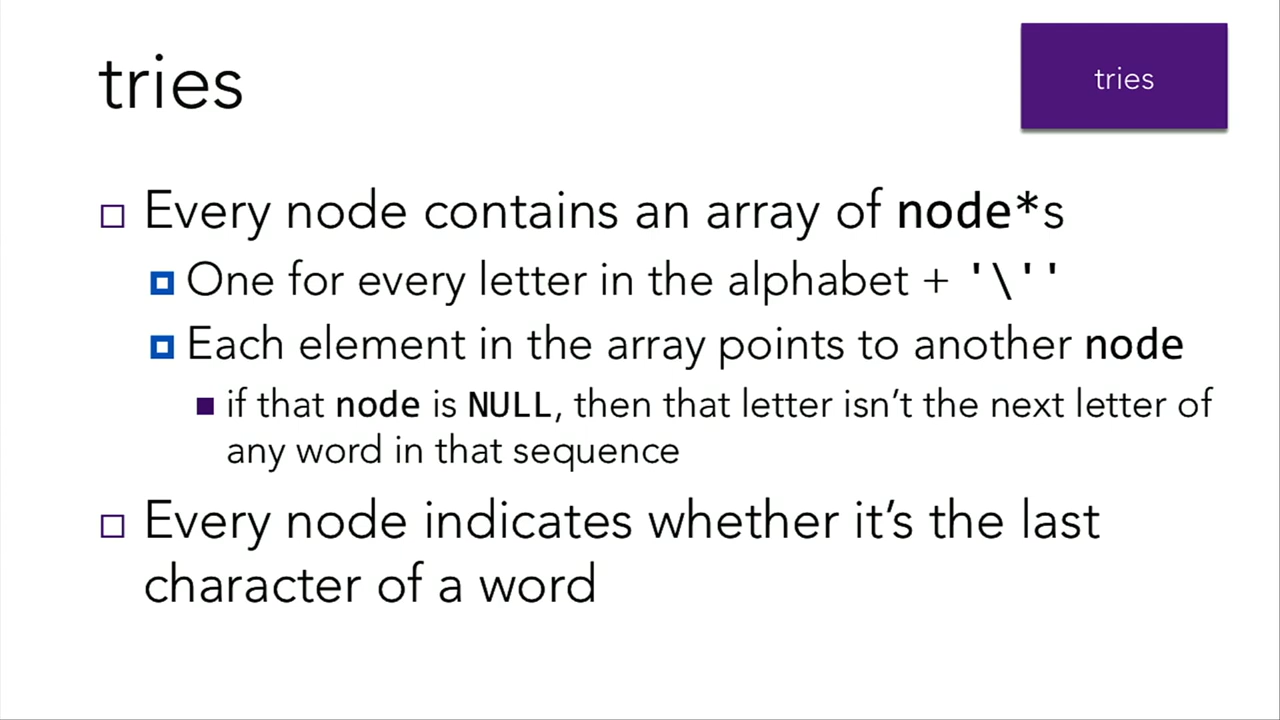 tries
tries
Every node contains an array of node*s
One for every letter in the alphabet + '\''
Each element in the array points to another node
if that node is NULL, then that letter isn't the next letter of
any word in that sequence
Every node indicates whether it's the last
character of a word